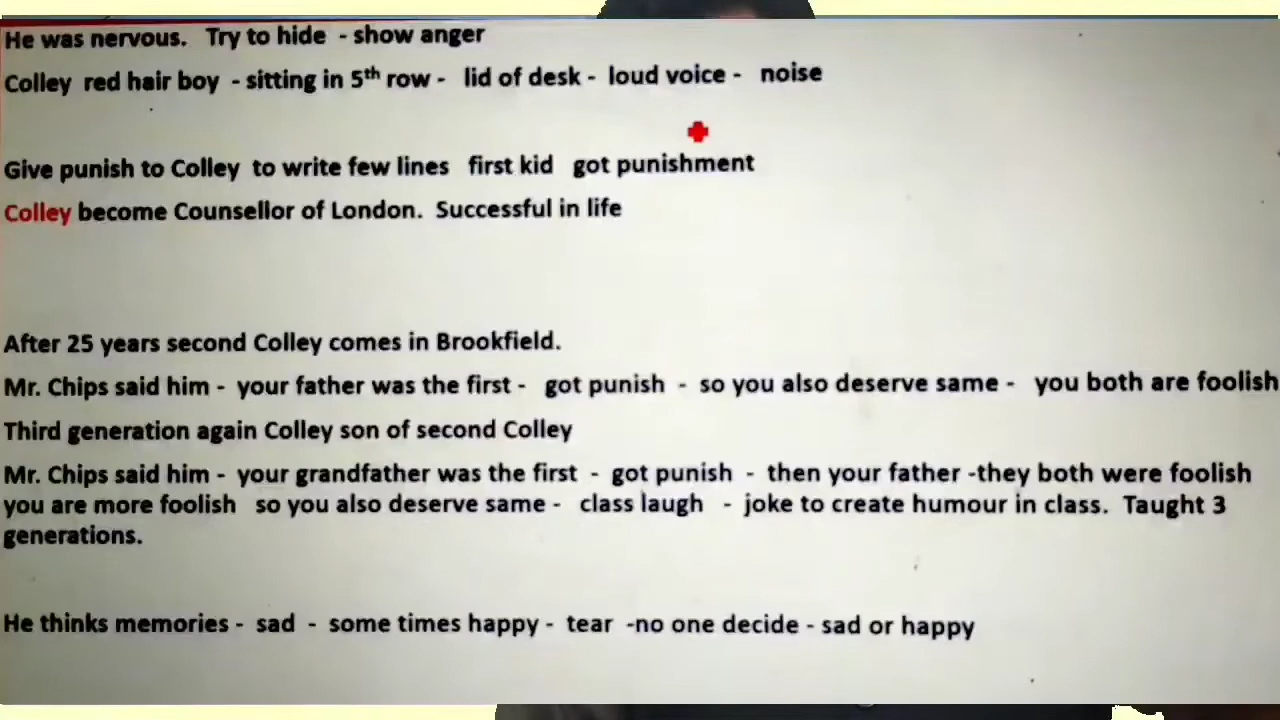 He was nervous. Try to hide - show anger
Colley red hair boy - sitting in 5th row - lid of desk - loud voice - noise
Give punish to Colley to write few lines first kid got punishment
Colley become Counsellor of London. Successful in life
After 25 years second Colley comes in Brookfield.
Mr. Chips said him - your father was the first - got punish - so you also deserve same - you both are foolish
Third generation again Colley son of second Colley
Mr. Chips said him - your grandfather was the first - got punish - then your father -they both were foolish
you are more foolish so you also deserve same - class laugh - joke to create humour in class. Taught 3
generations.
He thinks memories - sad - some times happy - tear -no one decide - sad or happy